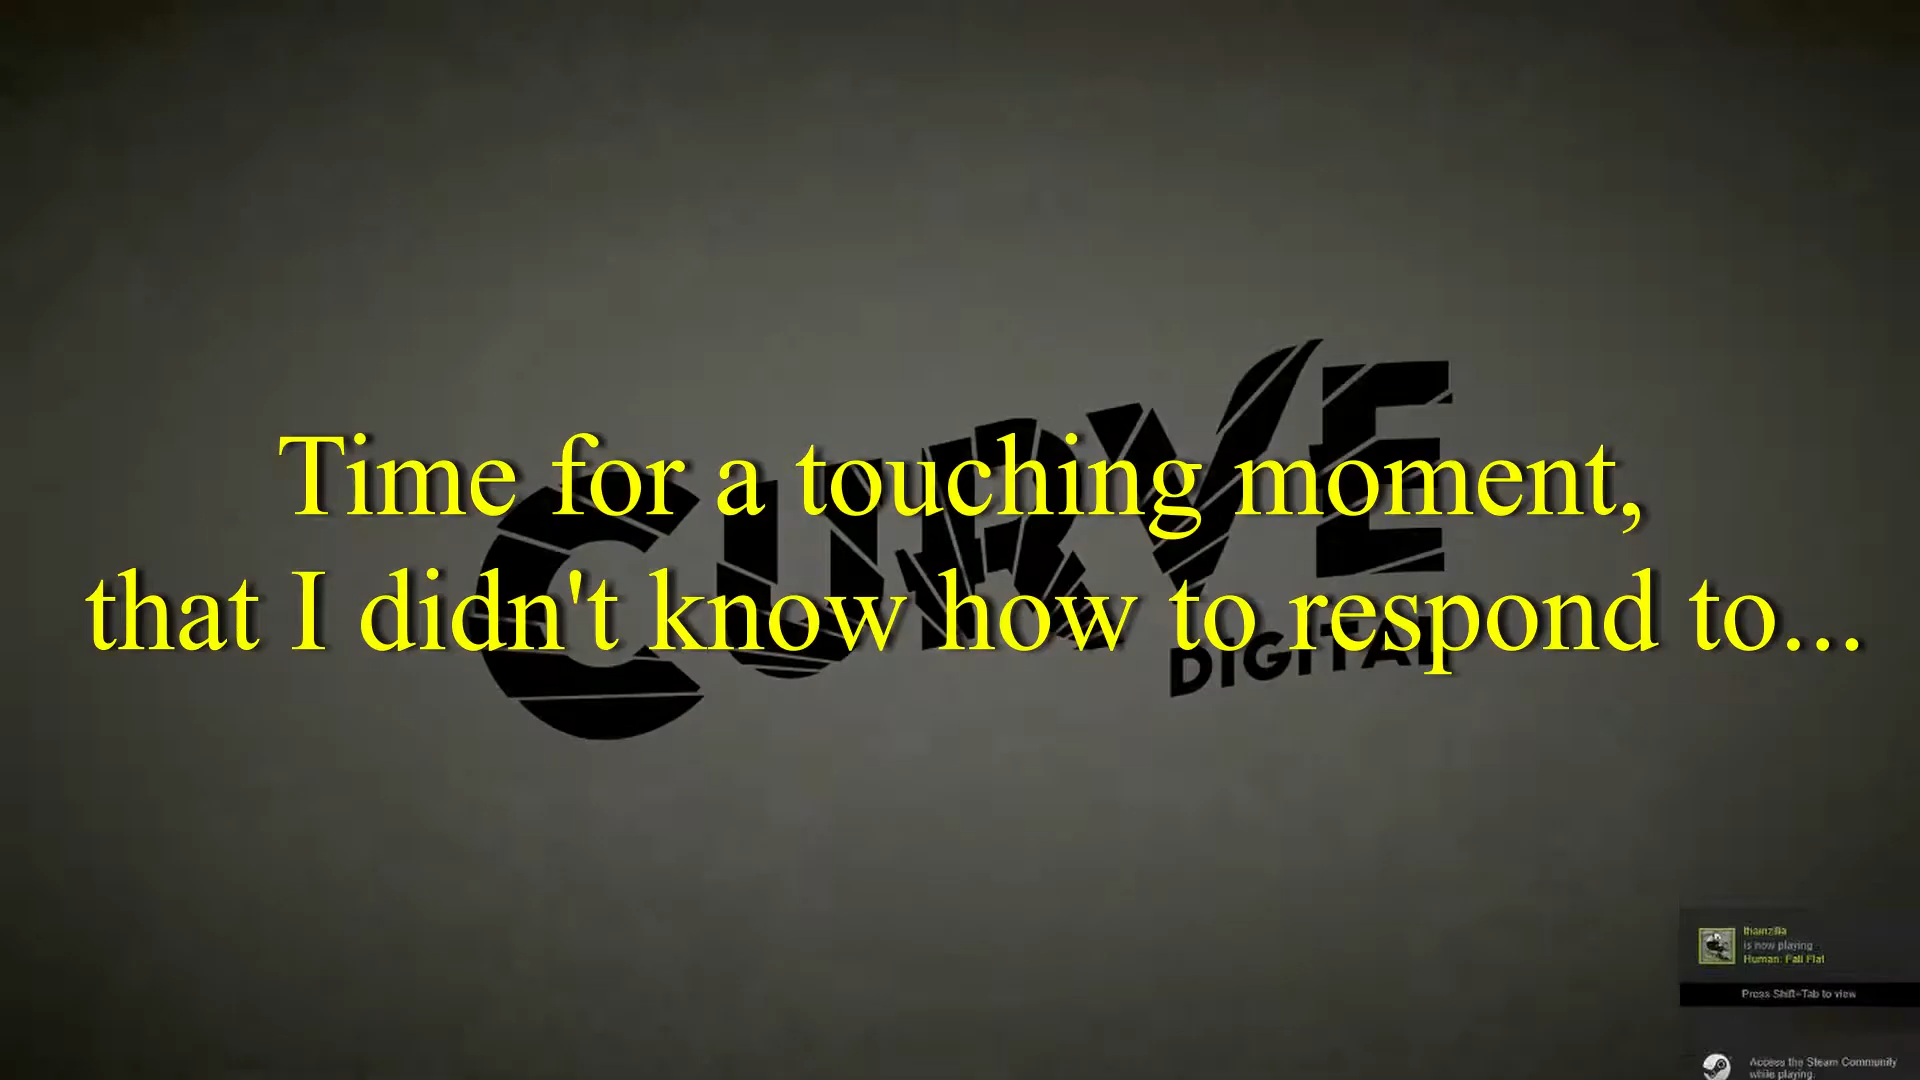 Time for a touching moment,
that I didn't know how to respond to...
CURVE
DIGITAL
is now playing
Human: Fall Flat
Press Shift+Tab to view
Access the Steam Community
while playing.